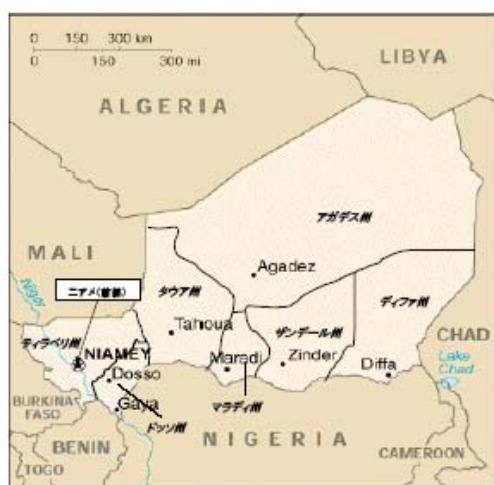 0 150 300 km
0 150 300 mi
LIBYA
ALGERIA
アガデス州
MALI
Agadez
Niger
ニアメ(首都)
タウア州
ディファ州
ティラベリ州
Tahoua
ザンデール州
CHAD
NIAMEY
Maradi
Zinder
Diffa
Lake
Chad
Dosso
BURKINA
FASO
Gaya
マラディ州
ドッソ州
NIGERIA
BENIN
TOGO
CAMEROON